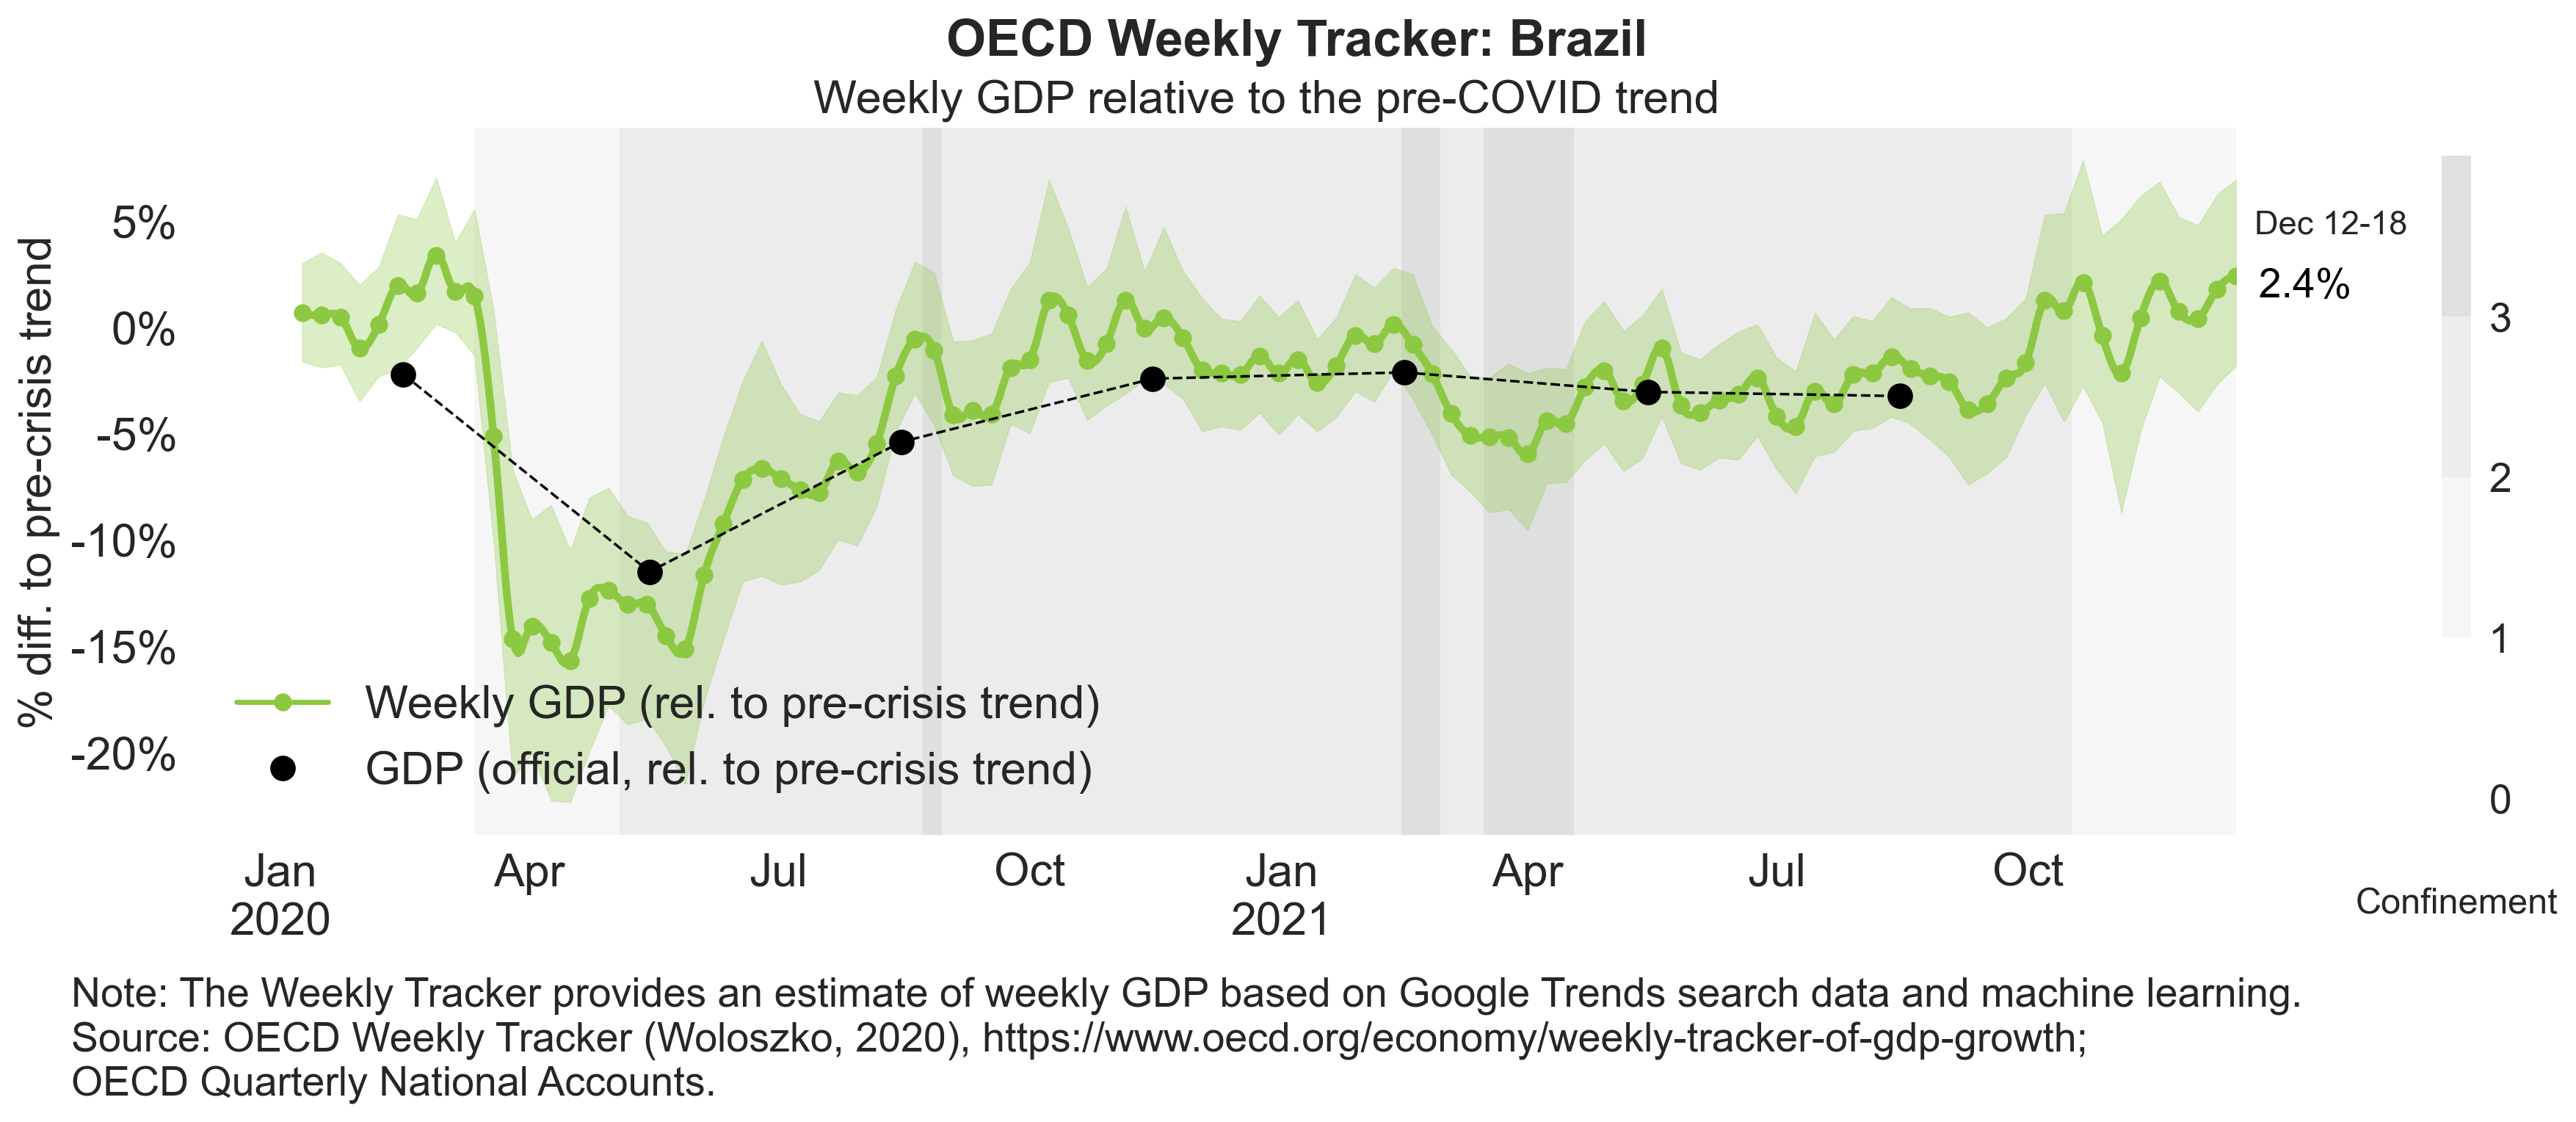 OECD Weekly Tracker: Brazil
Weekly GDP relative to the pre-COVID trend
% diff. to pre-crisis trend
5%
0%
-5%
-10%
-15%
-20%
Weekly GDP (rel. to pre-crisis trend)
GDP (official, rel. to pre-crisis trend)
Dec 12-18
2.4%
3
2
1
0
Confinement
Jan Apr Jul Oct Jan Apr Jul Oct
2020 2021
Note: The Weekly Tracker provides an estimate of weekly GDP based on Google Trends search data and machine learning.
Source: OECD Weekly Tracker (Woloszko, 2020), https://www.oecd.org/economy/weekly-tracker-of-gdp-growth;
OECD Quarterly National Accounts.